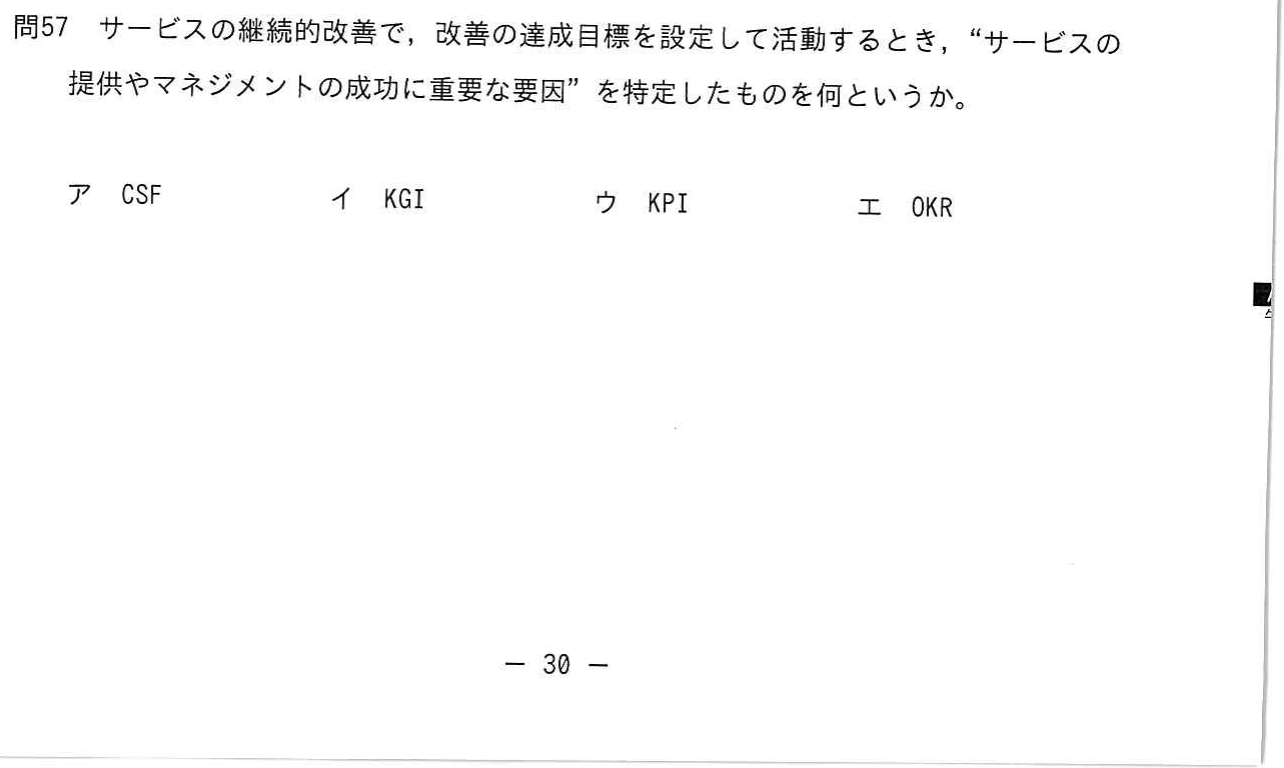 問57 サービスの継続的改善で，改善の達成目標を設定して活動するとき，“サービスの
提供やマネジメントの成功に重要な要因”を特定したものを何というか。
ア CSF イ KGI ウ KPI エ OKR
－ 30 －